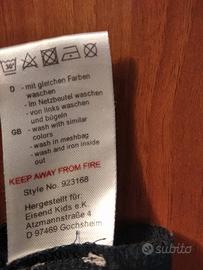 30°
D - mit gleichen Farben
waschen
- im Netzbeutel waschen
- von links waschen
und bügeln
GB - wash with similar
colors
- wash in meshbag
- wash and iron inside
out
KEEP AWAY FROM FIRE
Style No. 923168
Hergestellt für:
Eisend Kids e.K.
Atzmannstraße 4
D 97469 Gochsheim
subito